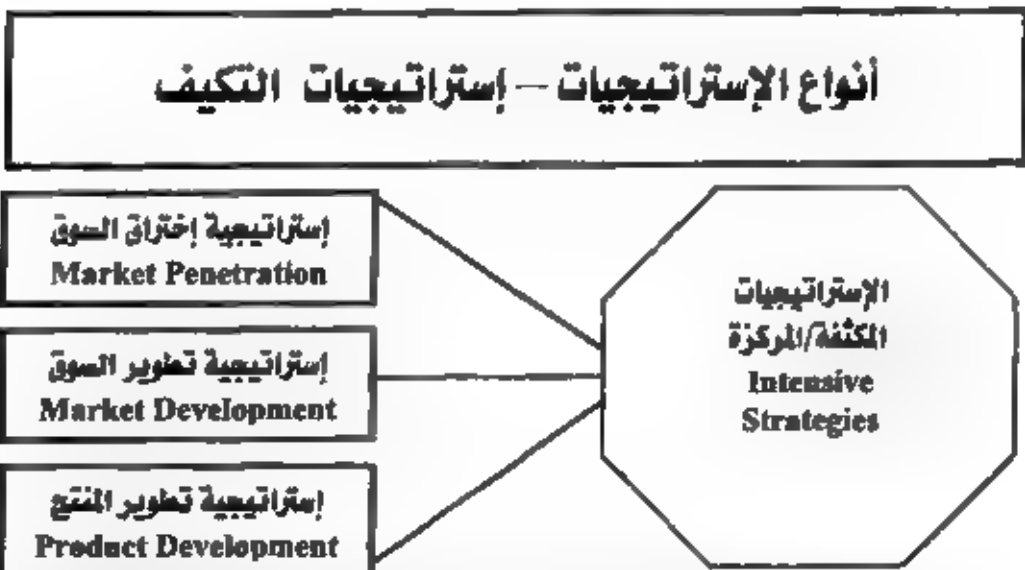 أنواع الإستراتيجيات – إستراتيجيات التكيف
الإستراتيجيات
المكثفة/المركزة
Intensive
Strategies
إستراتيجية إختراق السوق
Market Penetration
إستراتيجية تطوير السوق
Market Development
إستراتيجية تطوير المنتج
Product Development